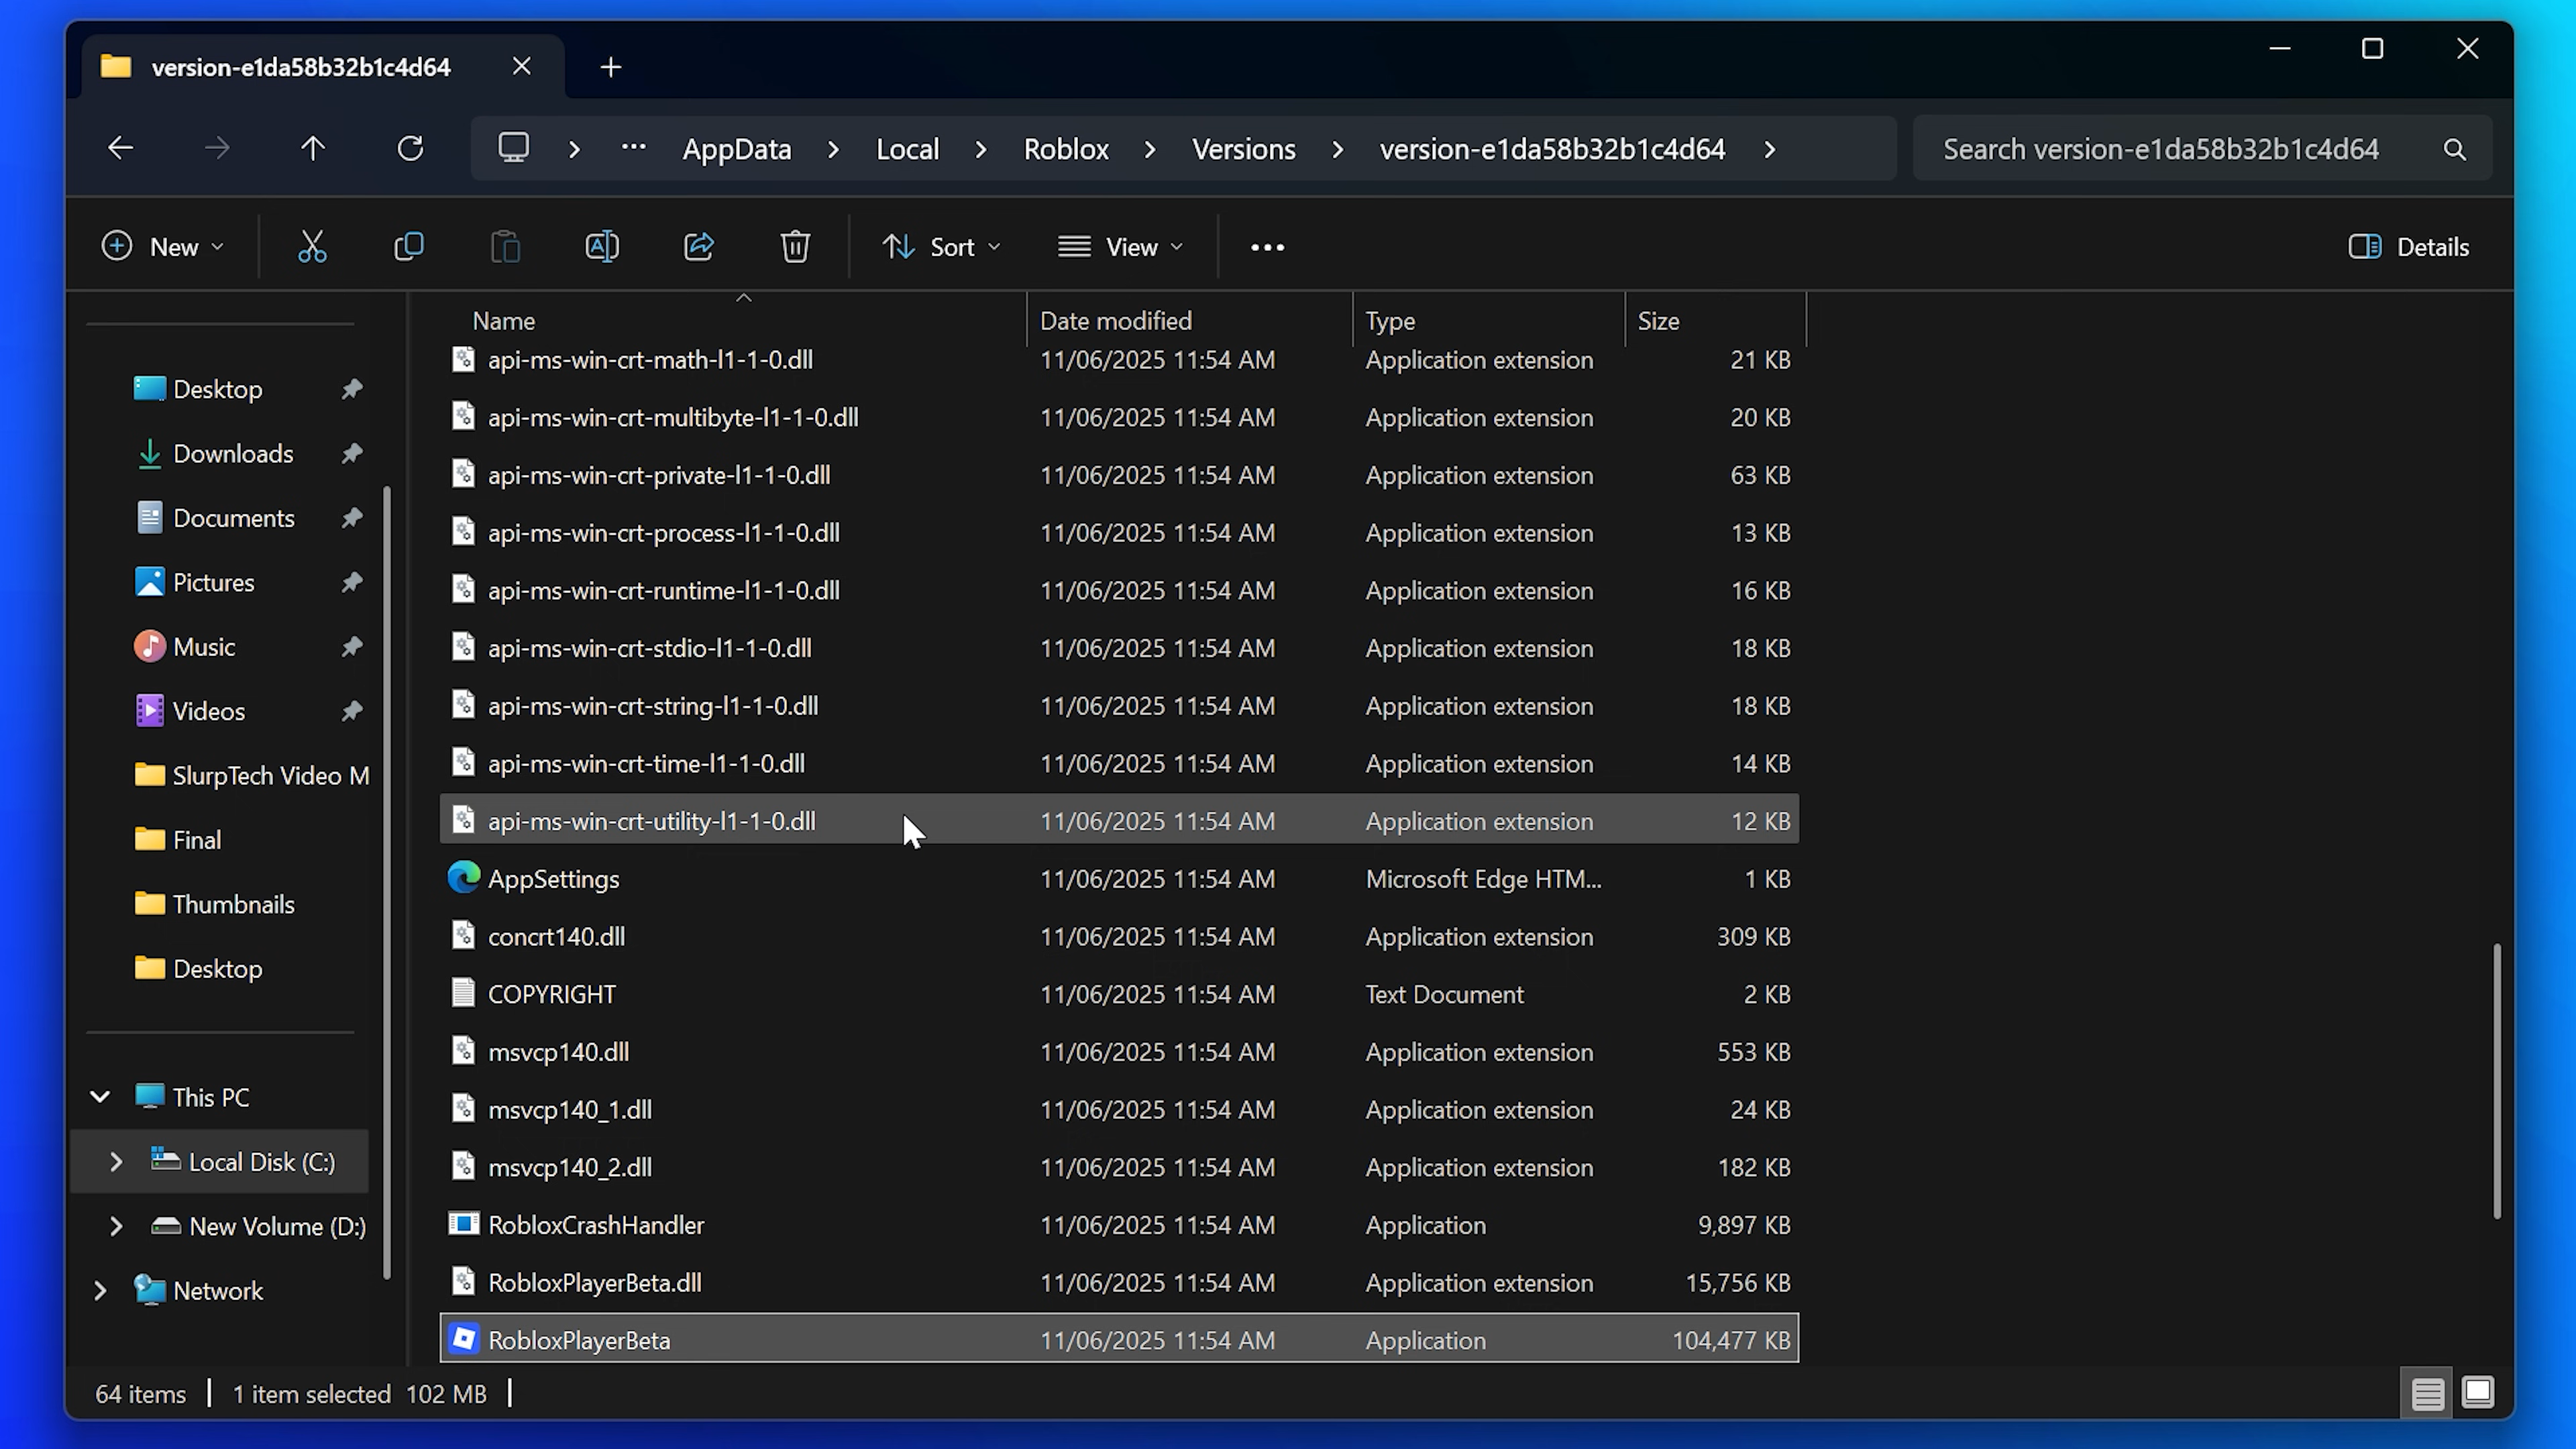 version-e1da58b32b1c4d64
AppData > Local > Roblox > Versions > version-e1da58b32b1c4d64 >
Search version-e1da58b32b1c4d64
New Sort View ••• Details
Name Date modified Type Size
api-ms-win-crt-math-l1-1-0.dll 11/06/2025 11:54 AM Application extension 21 KB
api-ms-win-crt-multibyte-l1-1-0.dll 11/06/2025 11:54 AM Application extension 20 KB
api-ms-win-crt-private-l1-1-0.dll 11/06/2025 11:54 AM Application extension 63 KB
api-ms-win-crt-process-l1-1-0.dll 11/06/2025 11:54 AM Application extension 13 KB
api-ms-win-crt-runtime-l1-1-0.dll 11/06/2025 11:54 AM Application extension 16 KB
api-ms-win-crt-stdio-l1-1-0.dll 11/06/2025 11:54 AM Application extension 18 KB
api-ms-win-crt-string-l1-1-0.dll 11/06/2025 11:54 AM Application extension 18 KB
api-ms-win-crt-time-l1-1-0.dll 11/06/2025 11:54 AM Application extension 14 KB
api-ms-win-crt-utility-l1-1-0.dll 11/06/2025 11:54 AM Application extension 12 KB
AppSettings 11/06/2025 11:54 AM Microsoft Edge HTM... 1 KB
concrt140.dll 11/06/2025 11:54 AM Application extension 309 KB
COPYRIGHT 11/06/2025 11:54 AM Text Document 2 KB
msvcp140.dll 11/06/2025 11:54 AM Application extension 553 KB
msvcp140_1.dll 11/06/2025 11:54 AM Application extension 24 KB
msvcp140_2.dll 11/06/2025 11:54 AM Application extension 182 KB
RobloxCrashHandler 11/06/2025 11:54 AM Application 9,897 KB
RobloxPlayerBeta.dll 11/06/2025 11:54 AM Application extension 15,756 KB
RobloxPlayerBeta 11/06/2025 11:54 AM Application 104,477 KB
Desktop
Downloads
Documents
Pictures
Music
Videos
SlurpTech Video M
Final
Thumbnails
Desktop
This PC
Local Disk (C:)
New Volume (D:)
Network
64 items | 1 item selected 102 MB |